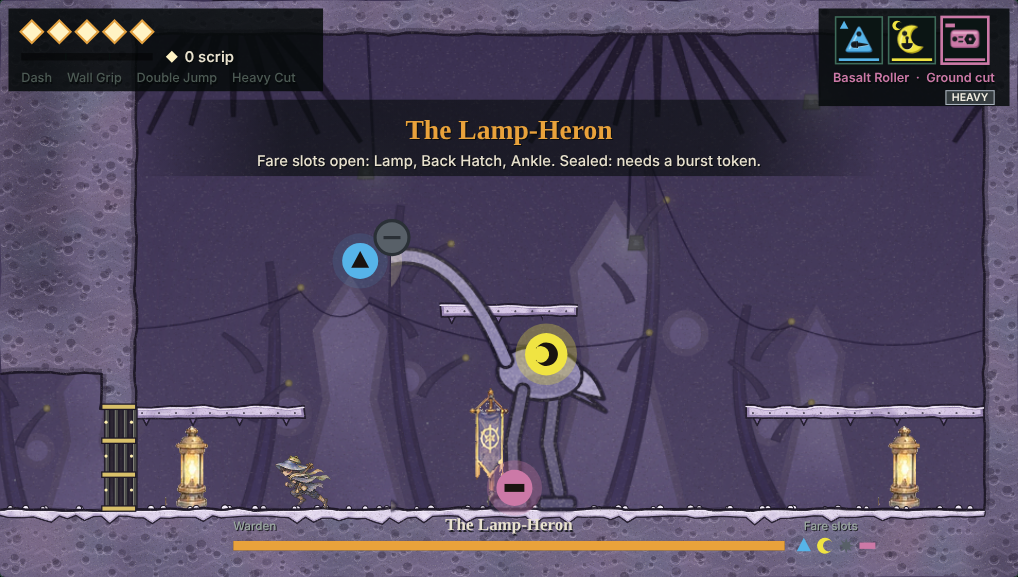 0 scrip
Dash Wall Grip Double Jump Heavy Cut
Basalt Roller · Ground cut
HEAVY
The Lamp-Heron
Fare slots open: Lamp, Back Hatch, Ankle. Sealed: needs a burst token.
Warden
The Lamp-Heron
Fare slots